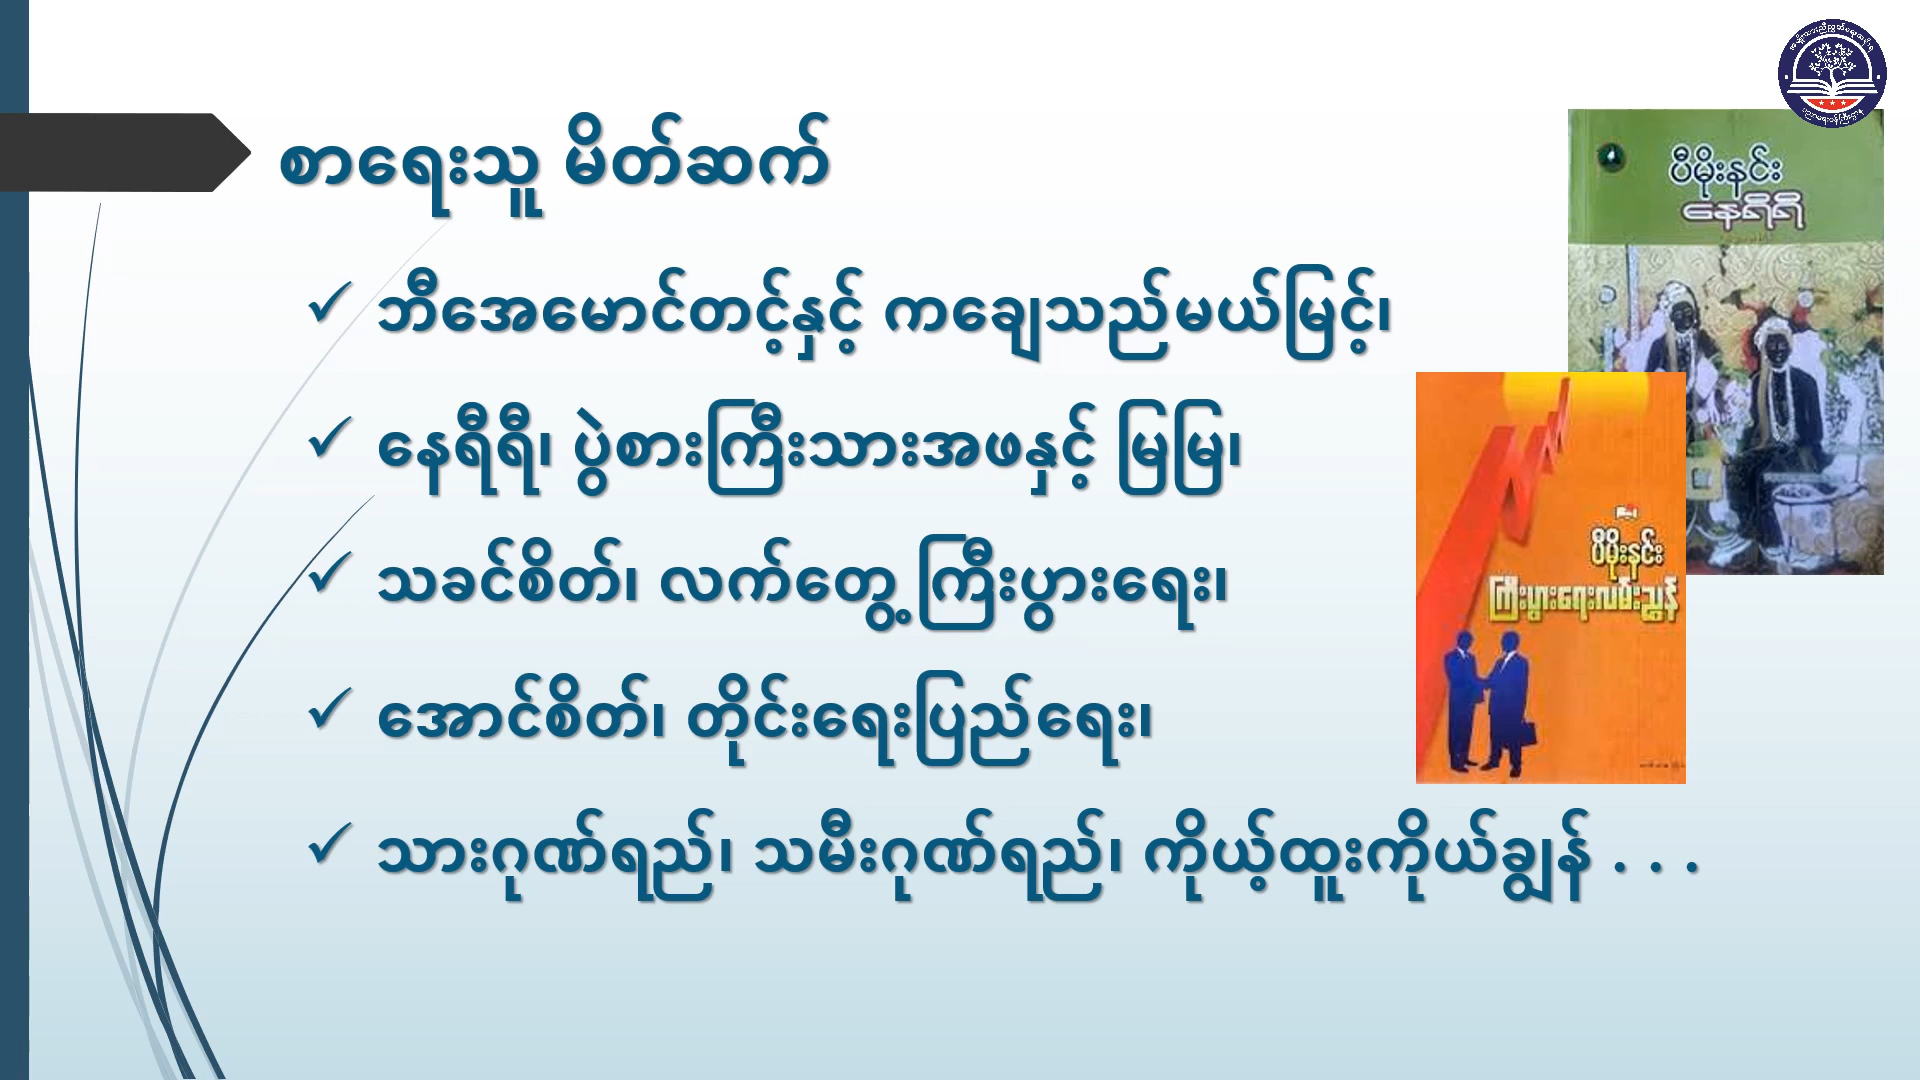 စာရေးသူ မိတ်ဆက်
ဘီအေမောင်တင့်နှင့် ကချေသည်မယ်မြင့်၊
နေရီရီ၊ ပွဲစားကြီးသားအဖနှင့် မြမြ၊
သခင်စိတ်၊ လက်တွေ့ကြီးပွားရေး၊
အောင်စိတ်၊ တိုင်းရေးပြည်ရေး၊
သားဂုဏ်ရည်၊ သမီးဂုဏ်ရည်၊ ကိုယ့်ထူးကိုယ်ချွန် . . .
ပီမိုးနင်း
နေရီရီ
ပီမိုးနင်း
ကြီးပွားရေးလမ်းညွှန်